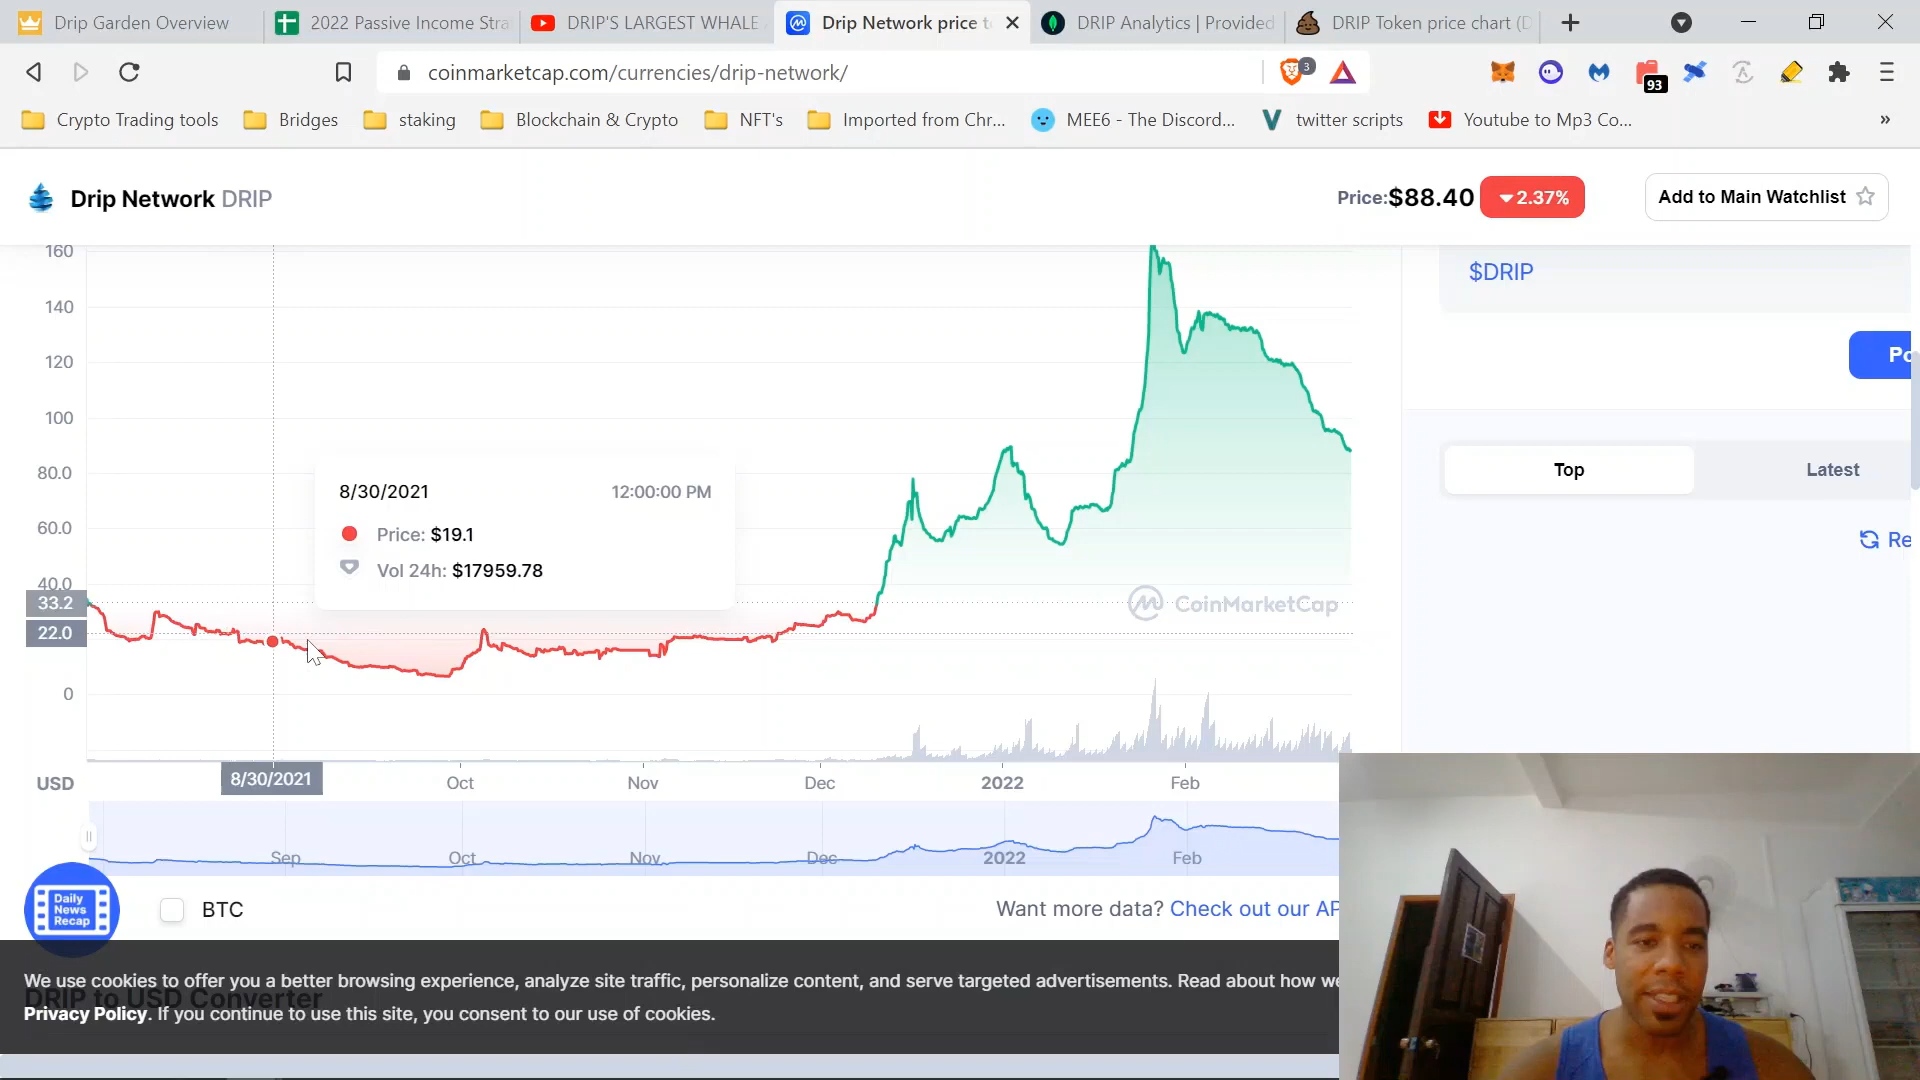 Drip Garden Overview
2022 Passive Income Stra
DRIP'S LARGEST WHALE
Drip Network price t
DRIP Analytics | Provided
DRIP Token price chart (D
coinmarketcap.com/currencies/drip-network/
3
93
Crypto Trading tools
Bridges
staking
Blockchain & Crypto
NFT's
Imported from Chr...
MEE6 - The Discord...
twitter scripts
Youtube to Mp3 Co...
»
Drip Network DRIP
Price:$88.40
2.37%
Add to Main Watchlist
160
140
120
100
80.0
60.0
40.0
33.2
22.0
0
8/30/2021 12:00:00 PM
Price: $19.1
Vol 24h: $17959.78
CoinMarketCap
USD
8/30/2021
Oct
Nov
Dec
2022
Feb
Sep
Oct
Nov
Dec
2022
Feb
$DRIP
Po
Top
Latest
Re
Daily
News
Recap
BTC
Want more data? Check out our AP
DRIP to USD Converter
We use cookies to offer you a better browsing experience, analyze site traffic, personalize content, and serve targeted advertisements. Read about how we
Privacy Policy. If you continue to use this site, you consent to our use of cookies.